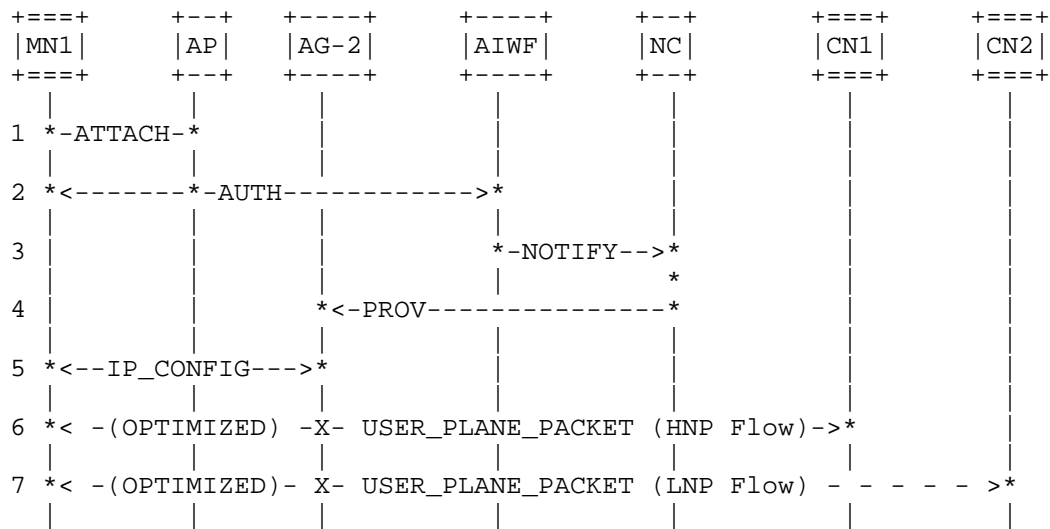 +===+ +--+ +----+ +----+ +--+ +===+ +===+
|MN1| |AP| |AG-2| |AIWF| |NC| |CN1| |CN2|
+===+ +--+ +----+ +----+ +--+ +===+ +===+
| | | | | | |
1 *-ATTACH-* | | | | |
| | | | | | |
2 *<-------*-AUTH------------>* | | |
| | | | | | |
3 | | | *-NOTIFY-->* | |
| | | | * | |
4 | | *<-PROV---------------* | |
| | | | | | |
5 *<--IP_CONFIG--->* | | | |
| | | | | | |
6 *< -(OPTIMIZED) -X- USER_PLANE_PACKET (HNP Flow)->* |
| | | | | | |
7 *< -(OPTIMIZED)- X- USER_PLANE_PACKET (LNP Flow) - - - - - >*
| | | | | | |